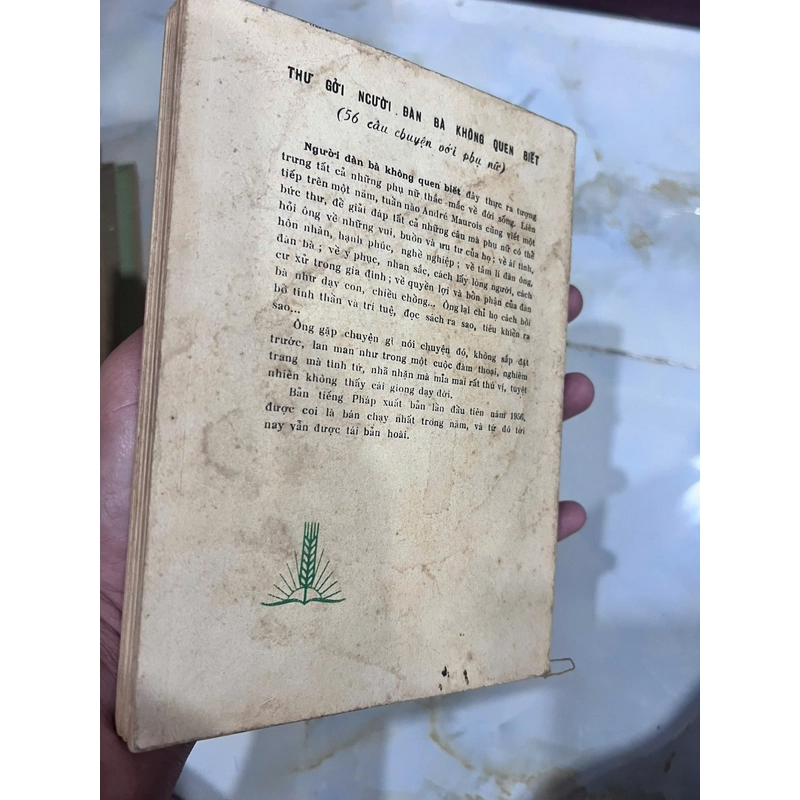 THƯ GỞI NGƯỜI ĐÀN BÀ KHÔNG QUEN BIẾT
(56 câu chuyện với phụ nữ)
Người đàn bà không quen biết đây thực ra tượng
trưng tất cả những phụ nữ thắc mắc về đời sống. Liên
tiếp trên một năm, tuần nào André Maurois cũng viết một
bức thư, để giải đáp tất cả những câu mà phụ nữ có thể
hỏi ông về những vui, buồn và ưu tư của họ ; về ái tình,
hôn nhân, hạnh phúc, nghề nghiệp ; về tâm lí đàn ông,
đàn bà ; về y phục, nhan sắc, cách lấy lòng người, cách
cư xử trong gia đình ; về quyền lợi và bổn phận của đàn
bà như dạy con, chiều chồng... Ông lại chỉ họ cách bồi
bổ tinh thần và trí tuệ, đọc sách ra sao, tiêu khiển ra
sao...
Ông gặp chuyện gì nói chuyện đó, không sắp đặt
trước, lan man như trong một cuộc đàm thoại, nghiêm
trang mà tình tứ, nhã nhặn mà mỉa mai rất thú vị, tuyệt
nhiên không thấy cái giọng dạy đời.
Bản tiếng Pháp xuất bản lần đầu tiên năm 1956,
được coi là bán chạy nhất trong năm, và từ đó tới
nay vẫn được tái bản hoài.